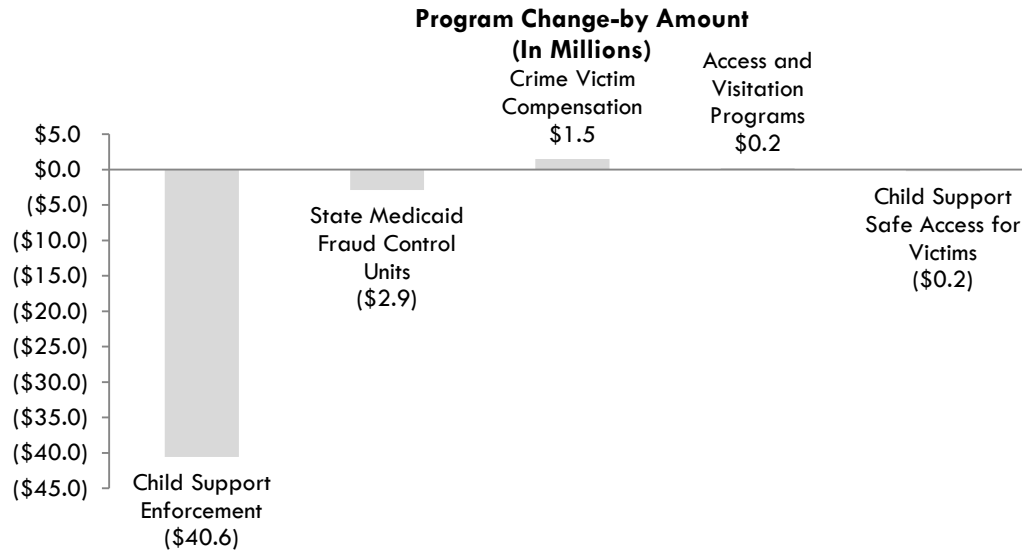 Program Change-by Amount
(In Millions)
Crime Victim
Compensation
$1.5
Access and
Visitation
Programs
$0.2
$5.0
$0.0
($5.0)
($10.0)
($15.0)
($20.0)
($25.0)
($30.0)
($35.0)
($40.0)
($45.0)
State Medicaid
Fraud Control
Units
($2.9)
Child Support
Safe Access for
Victims
($0.2)
Child Support
Enforcement
($40.6)